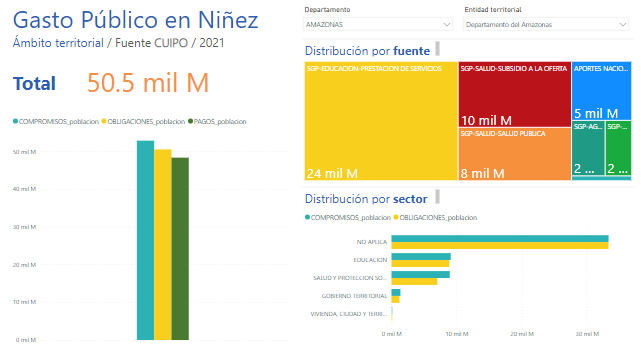 Gasto Público en Niñez
Ámbito territorial / Fuente CUIPO / 2021
Total 50.5 mil M
COMPROMISOS_poblacion OBLIGACIONES_poblacion PAGOS_poblacion
50 mil M
40 mil M
30 mil M
20 mil M
10 mil M
0 mil M
Departamento
AMAZONAS
Entidad territorial
Departamento del Amazonas
Distribución por fuente
SGP-EDUCACION-PRESTACION DE SERVICIOS
24 mil M
SGP-SALUD-SUBSIDIO A LA OFERTA
10 mil M
SGP-SALUD-SALUD PUBLICA
8 mil M
APORTES NACIO...
5 mil M
SGP-AG...
2 ...
SGP-...
2 ...
Distribución por sector
COMPROMISOS_poblacion OBLIGACIONES_poblacion
NO APLICA
EDUCACION
SALUD Y PROTECCION SO...
GOBIERNO TERRITORIAL
VIVIENDA, CIUDAD Y TERRI...
0 mil M 10 mil M 20 mil M 30 mil M